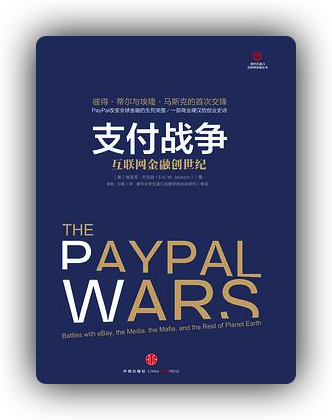 彼得·蒂尔与埃隆·马斯克的首次交锋
PayPal改变全球金融的生死突围/一部商业硬汉的创业史诗
支付战争
互联网金融创世纪
THE
PAYPAL
WARS
Battles with eBay, the Media, the Mafia, and the Rest of Planet Earth
中信出版社·CHINA